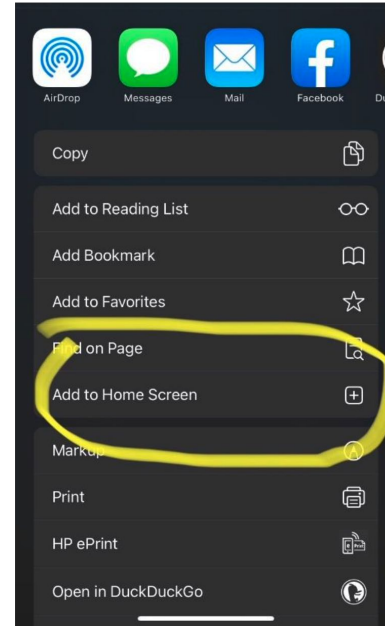 AirDrop Messages Mail Facebook Du
Copy
Add to Reading List
Add Bookmark
Add to Favorites
Find on Page
Add to Home Screen
Markup
Print
HP ePrint
Open in DuckDuckGo